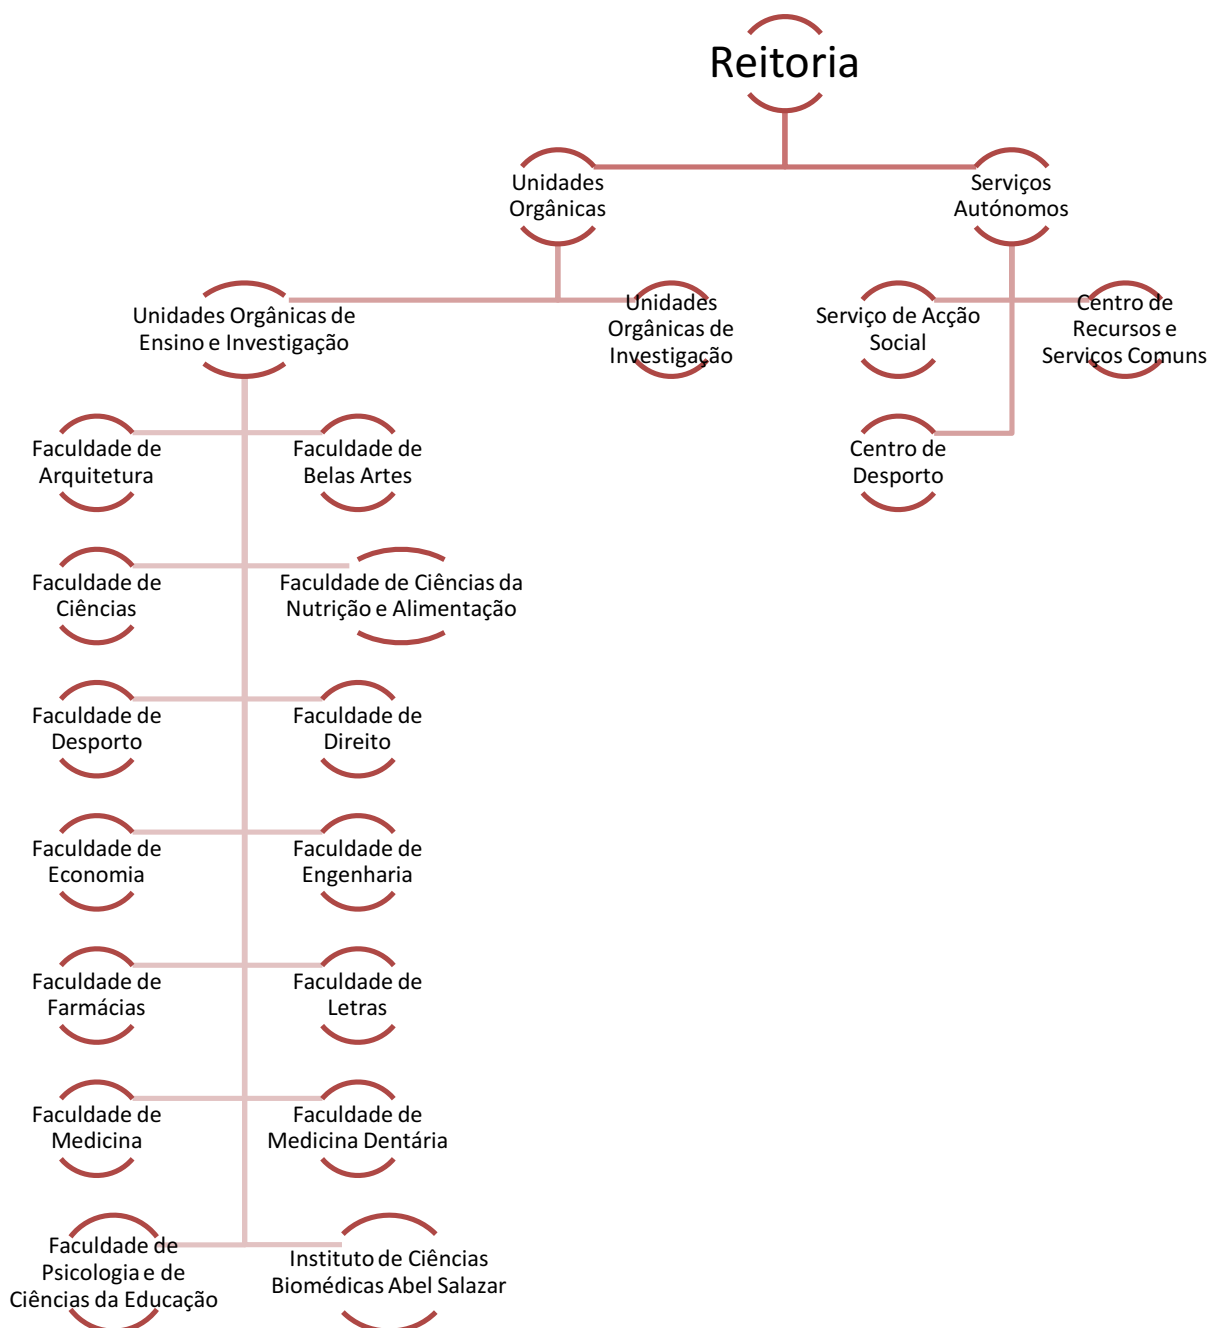 Reitoria
Unidades
Orgânicas
Serviços
Autónomos
Unidades Orgânicas de
Ensino e Investigação
Unidades
Orgânicas de
Investigação
Serviço de Acção
Social
Centro de
Recursos e
Serviços Comuns
Centro de
Desporto
Faculdade de
Arquitetura
Faculdade de
Belas Artes
Faculdade de
Ciências
Faculdade de Ciências da
Nutrição e Alimentação
Faculdade de
Desporto
Faculdade de
Direito
Faculdade de
Economia
Faculdade de
Engenharia
Faculdade de
Farmácias
Faculdade de
Letras
Faculdade de
Medicina
Faculdade de
Medicina Dentária
Faculdade de
Psicologia e de
Ciências da Educação
Instituto de Ciências
Biomédicas Abel Salazar